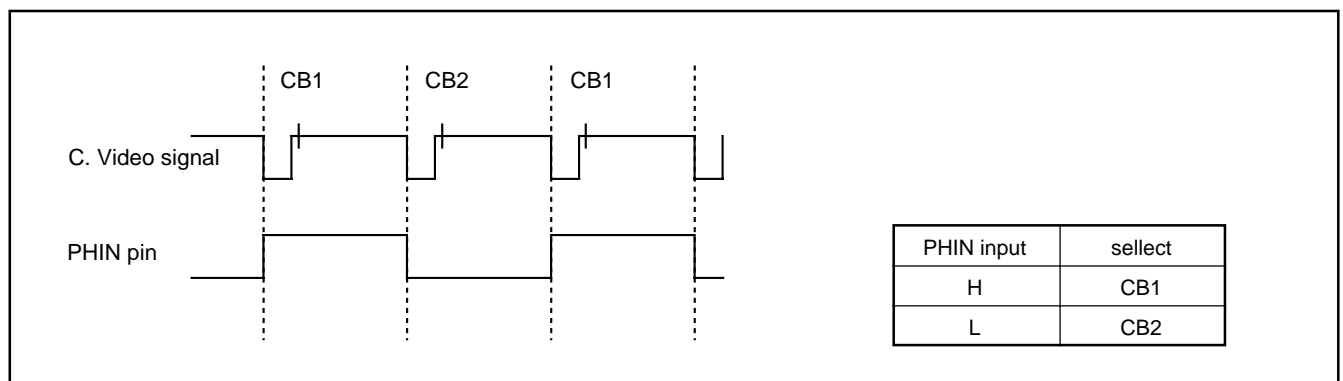 CB1 CB2 CB1
C. Video signal
PHIN pin
PHIN input sellect
H CB1
L CB2